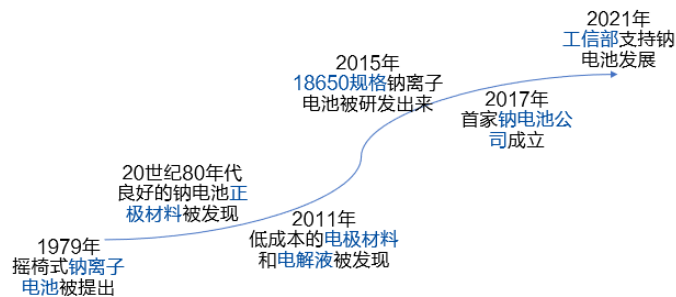 1979年
摇椅式钠离子
电池被提出
20世纪80年代
良好的钠电池正
极材料被发现
2011年
低成本的电极材料
和电解液被发现
2015年
18650规格钠离子
电池被研发出来
2017年
首家钠电池公
司成立
2021年
工信部支持钠
电池发展